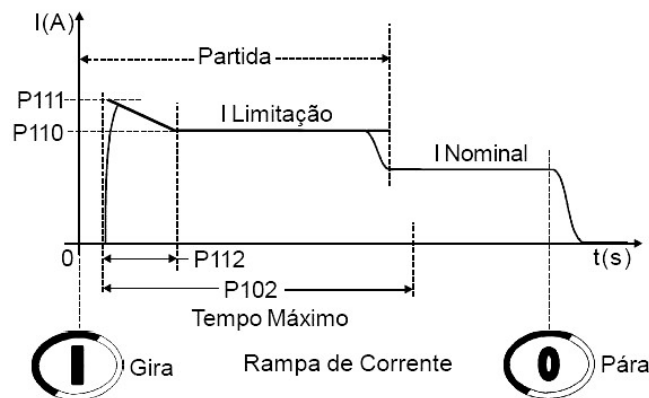 I(A)
Partida
P111
P110
I Limitação
I Nominal
0
P112
t(s)
P102
Tempo Máximo
I Gira
Rampa de Corrente
0 Pára